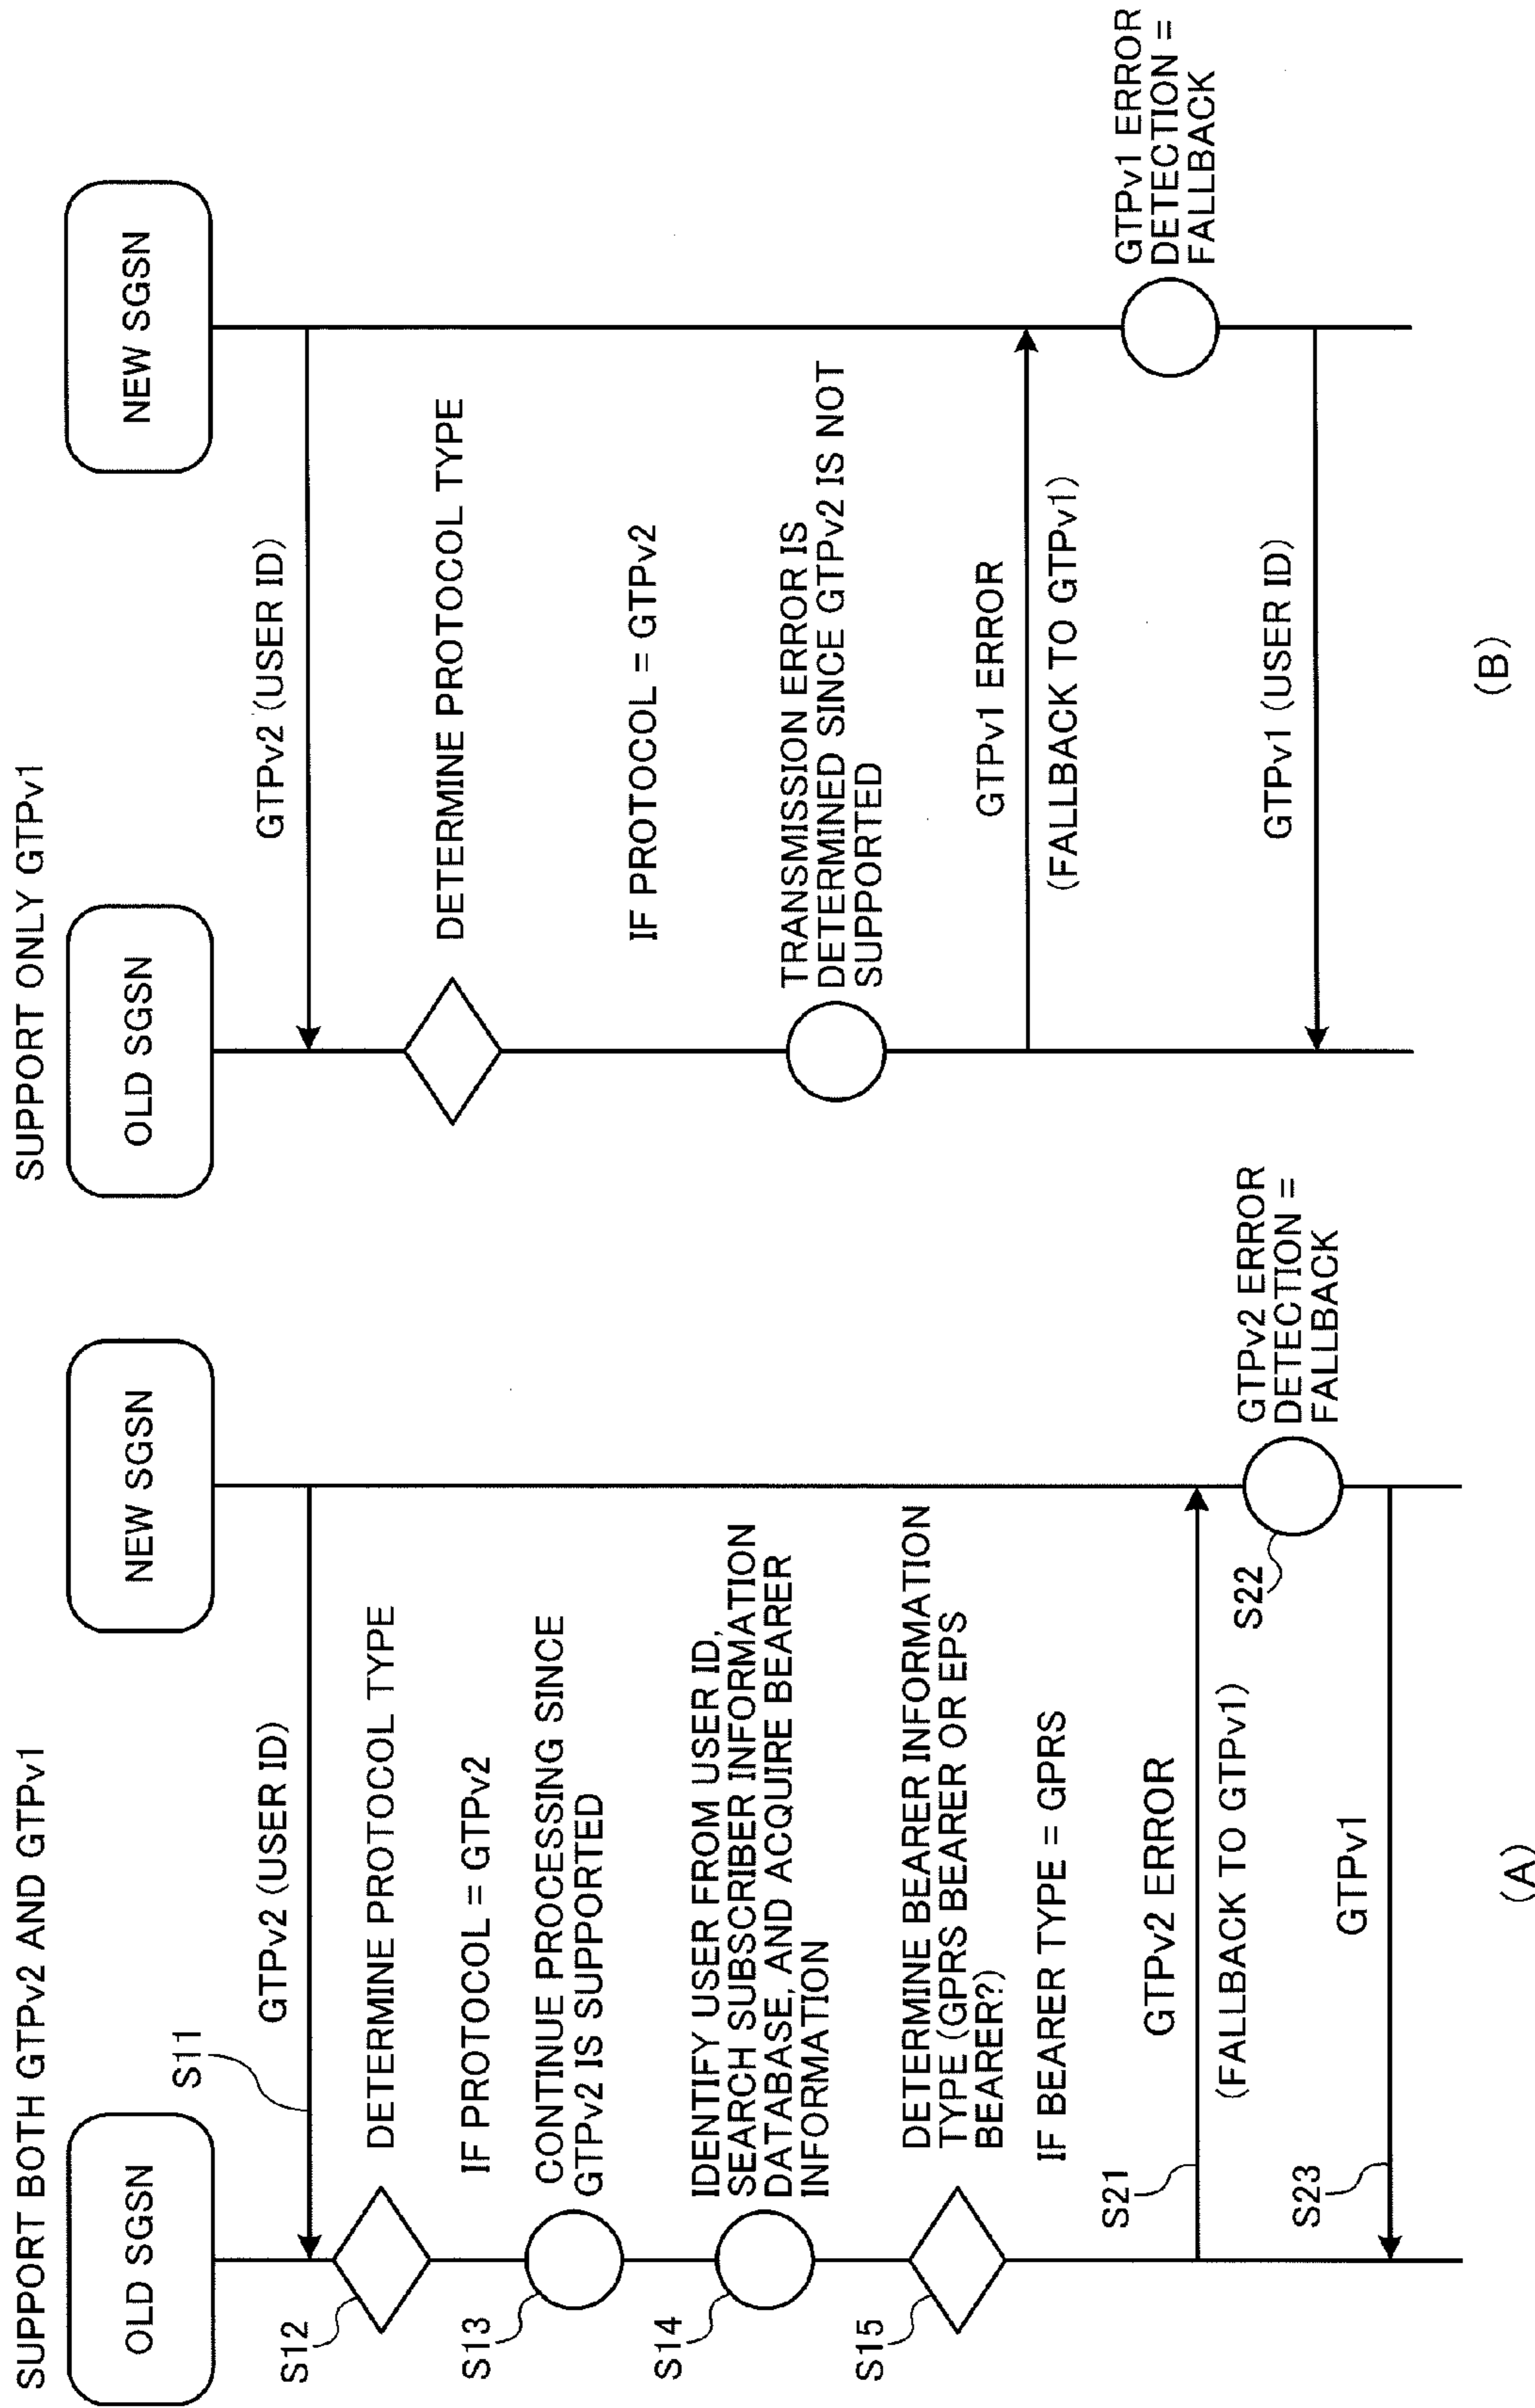 SUPPORT BOTH GTPv2 AND GTPv1
OLD SGSN
NEW SGSN
S11
GTPv2 (USER ID)
S12
DETERMINE PROTOCOL TYPE
IF PROTOCOL = GTPv2
S13
CONTINUE PROCESSING SINCE
GTPv2 IS SUPPORTED
S14
IDENTIFY USER FROM USER ID,
SEARCH SUBSCRIBER INFORMATION
DATABASE, AND ACQUIRE BEARER
INFORMATION
S15
DETERMINE BEARER INFORMATION
TYPE (GPRS BEARER OR EPS
BEARER?)
IF BEARER TYPE = GPRS
S21
GTPv2 ERROR
(FALLBACK TO GTPv1)
S22
GTPv2 ERROR
DETECTION =
FALLBACK
S23
GTPv1
(A)
SUPPORT ONLY GTPv1
OLD SGSN
NEW SGSN
GTPv2 (USER ID)
DETERMINE PROTOCOL TYPE
IF PROTOCOL = GTPv2
TRANSMISSION ERROR IS
DETERMINED SINCE GTPv2 IS NOT
SUPPORTED
GTPv1 ERROR
(FALLBACK TO GTPv1)
GTPv1 ERROR
DETECTION =
FALLBACK
GTPv1 (USER ID)
(B)